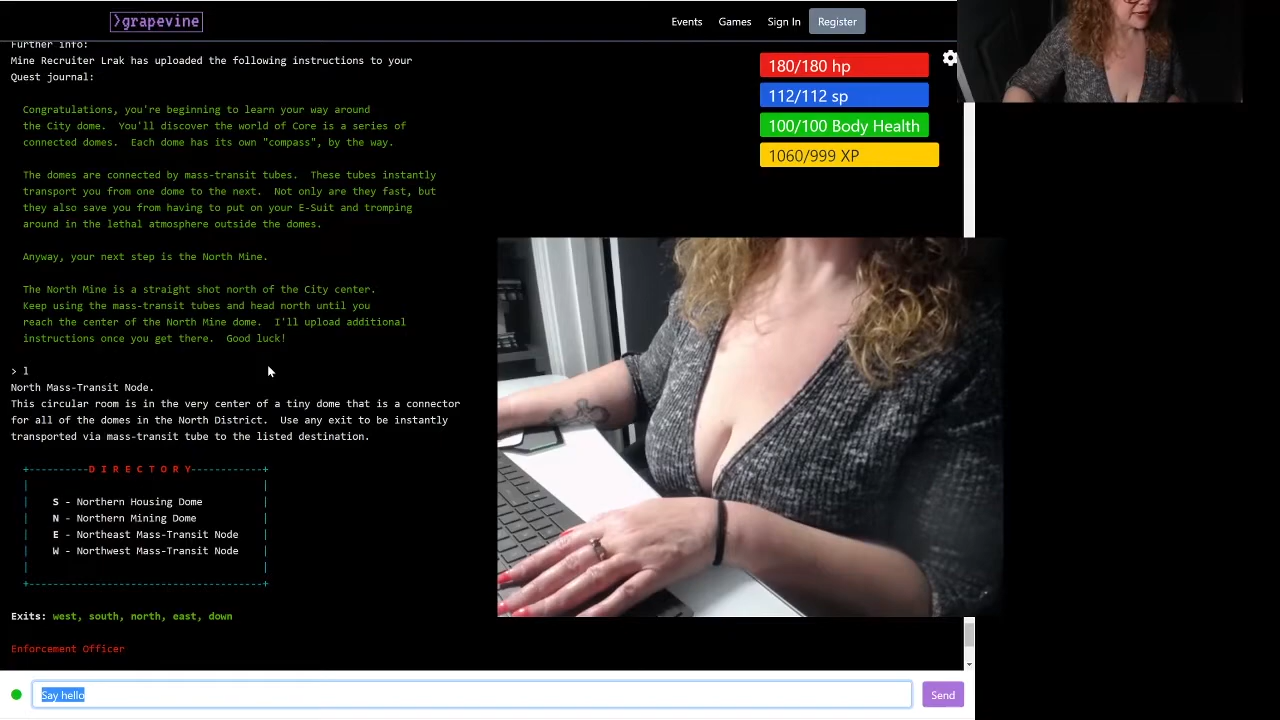 >grapevine
Events
Games
Sign In
Register
Further info:
Mine Recruiter Lrak has uploaded the following instructions to your
Quest journal:
Congratulations, you're beginning to learn your way around
the City dome.  You'll discover the world of Core is a series of
connected domes.  Each dome has its own "compass", by the way.
The domes are connected by mass-transit tubes.  These tubes instantly
transport you from one dome to the next.  Not only are they fast, but
they also save you from having to put on your E-Suit and tromping
around in the lethal atmosphere outside the domes.
Anyway, your next step is the North Mine.
The North Mine is a straight shot north of the City center.
Keep using the mass-transit tubes and head north until you
reach the center of the North Mine dome.  I'll upload additional
instructions once you get there.  Good luck!
> l
North Mass-Transit Node.
This circular room is in the very center of a tiny dome that is a connector
for all of the domes in the North District.  Use any exit to be instantly
transported via mass-transit tube to the listed destination.
+----------D I R E C T O R Y-----------+
S - Northern Housing Dome
N - Northern Mining Dome
E - Northeast Mass-Transit Node
W - Northwest Mass-Transit Node
+--------------------------------------+
Exits: west, south, north, east, down
Enforcement Officer
180/180 hp
112/112 sp
100/100 Body Health
1060/999 XP
Say hello
Send